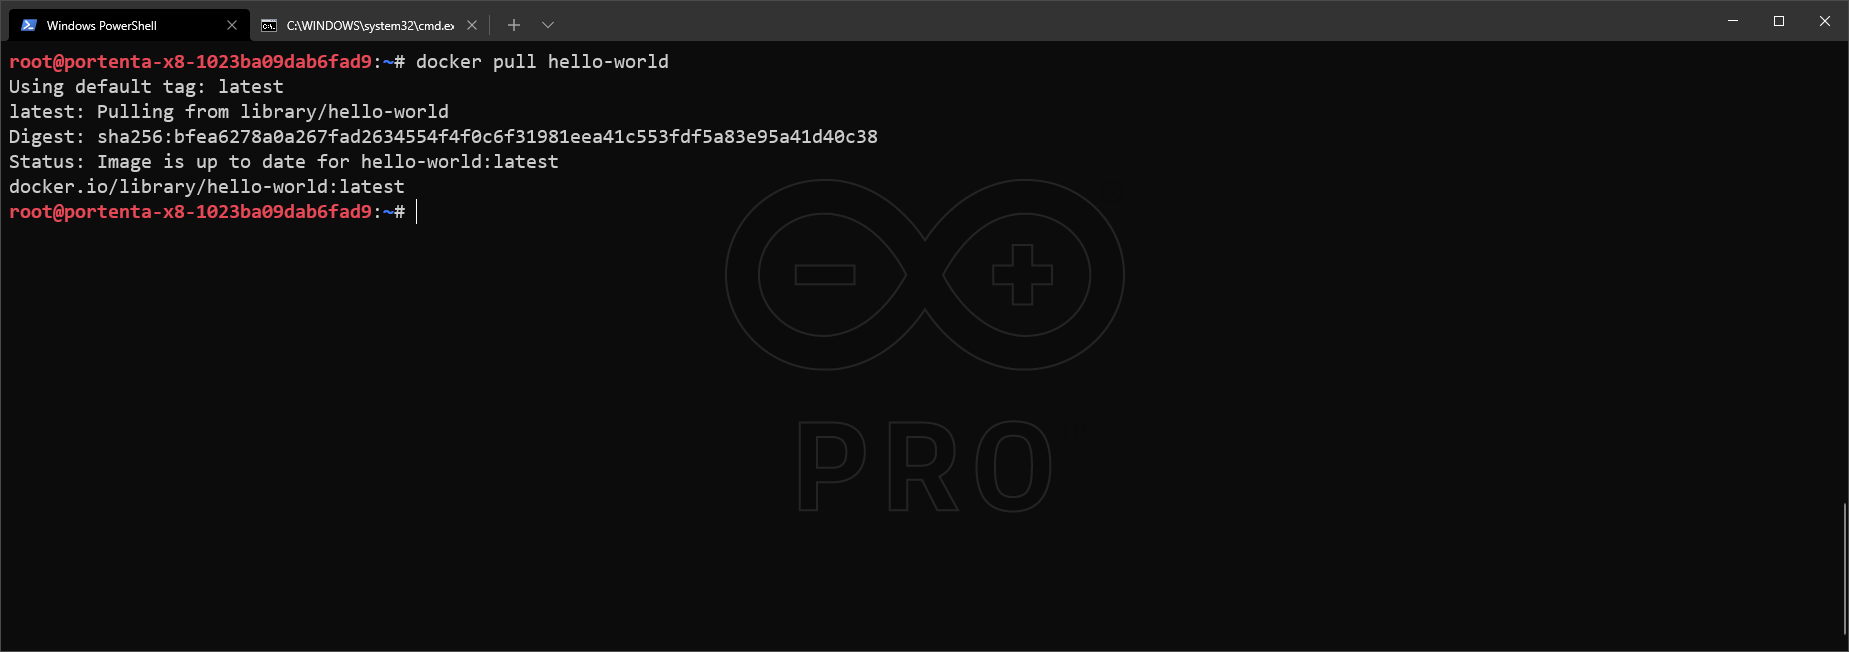 Windows PowerShell
C:\WINDOWS\system32\cmd.ex
root@portenta-x8-1023ba09dab6fad9:~# docker pull hello-world
Using default tag: latest
latest: Pulling from library/hello-world
Digest: sha256:bfea6278a0a267fad2634554f4f0c6f31981eea41c553fdf5a83e95a41d40c38
Status: Image is up to date for hello-world:latest
docker.io/library/hello-world:latest
root@portenta-x8-1023ba09dab6fad9:~#
PRO